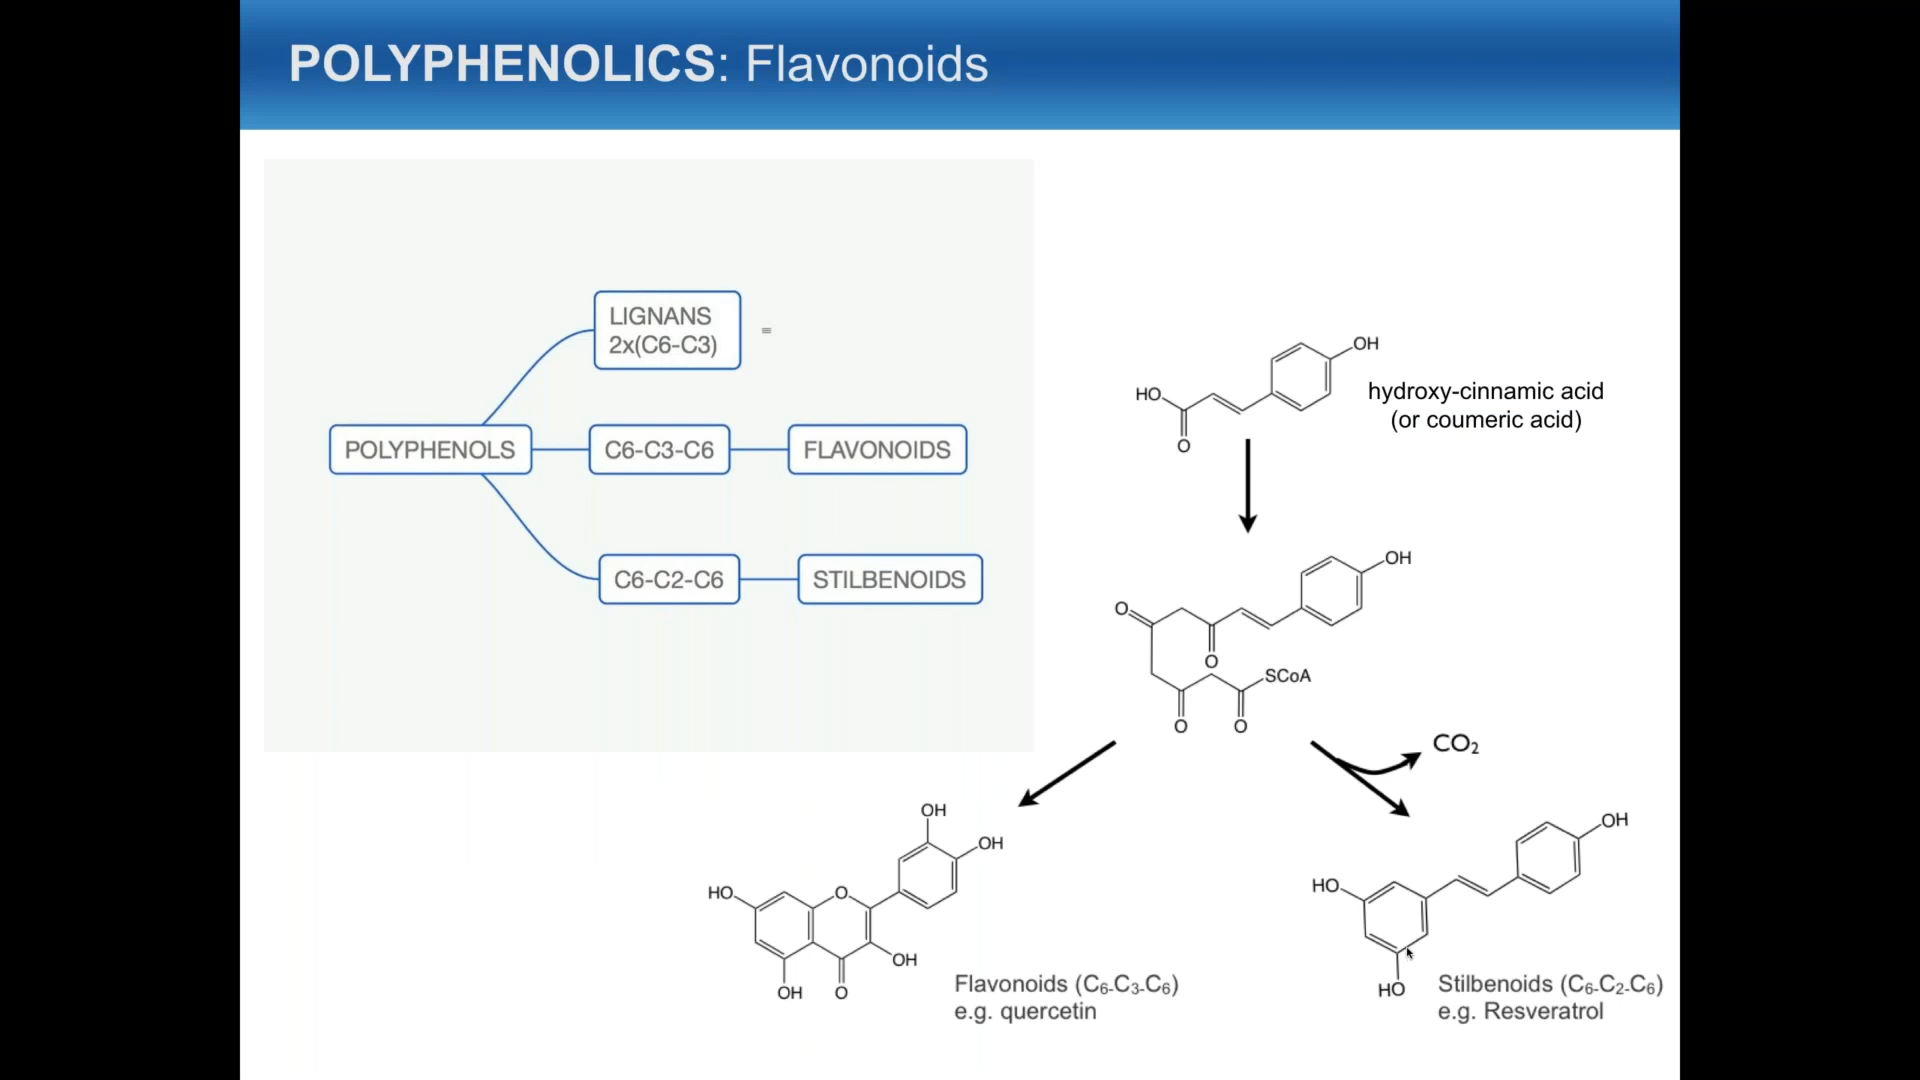 POLYPHENOLICS: Flavonoids
LIGNANS
2x(C6-C3)
=
POLYPHENOLS
C6-C3-C6
FLAVONOIDS
C6-C2-C6
STILBENOIDS
OH
HO
O
hydroxy-cinnamic acid
(or coumeric acid)
OH
O
O
SCoA
O
O
CO₂
OH
OH
HO
O
OH
OH
O
Flavonoids (C₆-C₃-C₆)
e.g. quercetin
OH
HO
HO
Stilbenoids (C₆-C₂-C₆)
e.g. Resveratrol